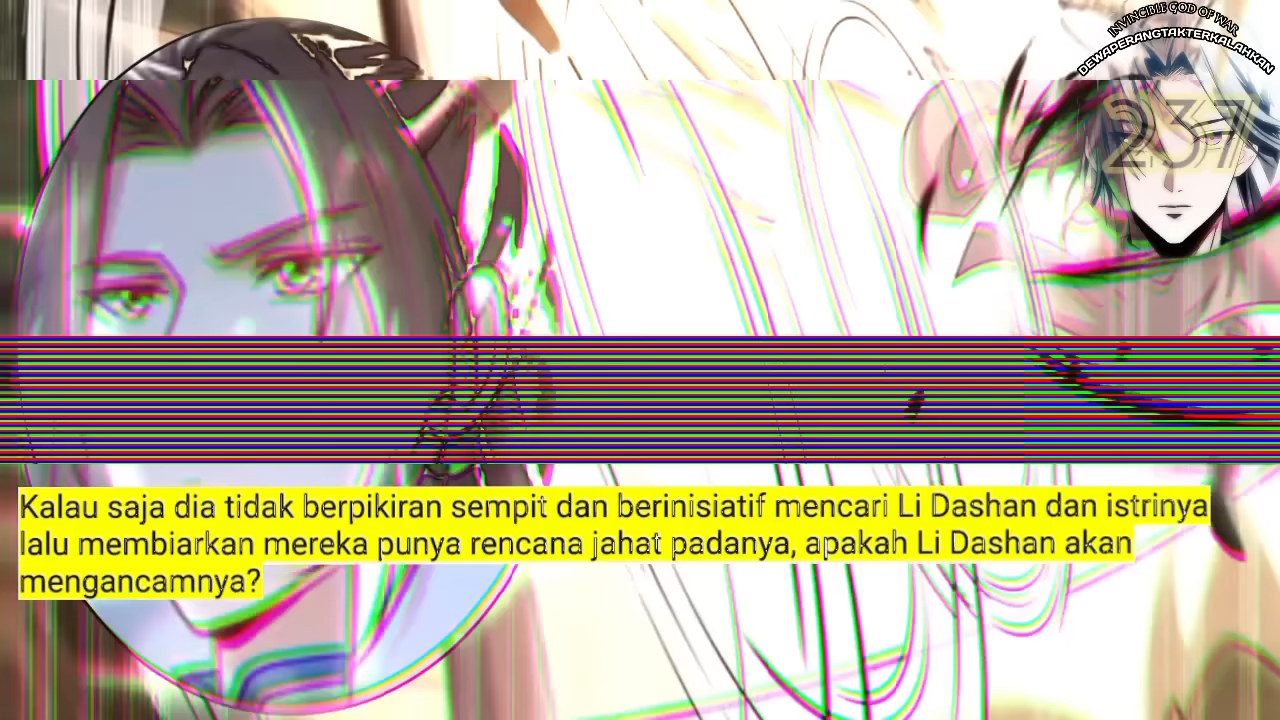 INVINCIBLE GOD OF WAR
DEWAPERANGTAKTERKALAHKAN
237
Kalau saja dia tidak berpikiran sempit dan berinisiatif mencari Li Dashan dan istrinya
lalu membiarkan mereka punya rencana jahat padanya, apakah Li Dashan akan
mengancamnya?